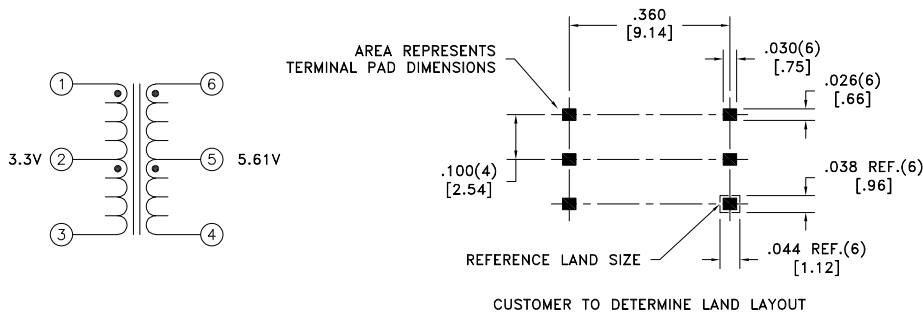 1
6
3.3V
2
5
5.61V
3
4
.360
[9.14]
AREA REPRESENTS
TERMINAL PAD DIMENSIONS
.030(6)
[.75]
.026(6)
[.66]
.100(4)
[2.54]
.038 REF.(6)
[.96]
REFERENCE LAND SIZE
.044 REF.(6)
[1.12]
CUSTOMER TO DETERMINE LAND LAYOUT